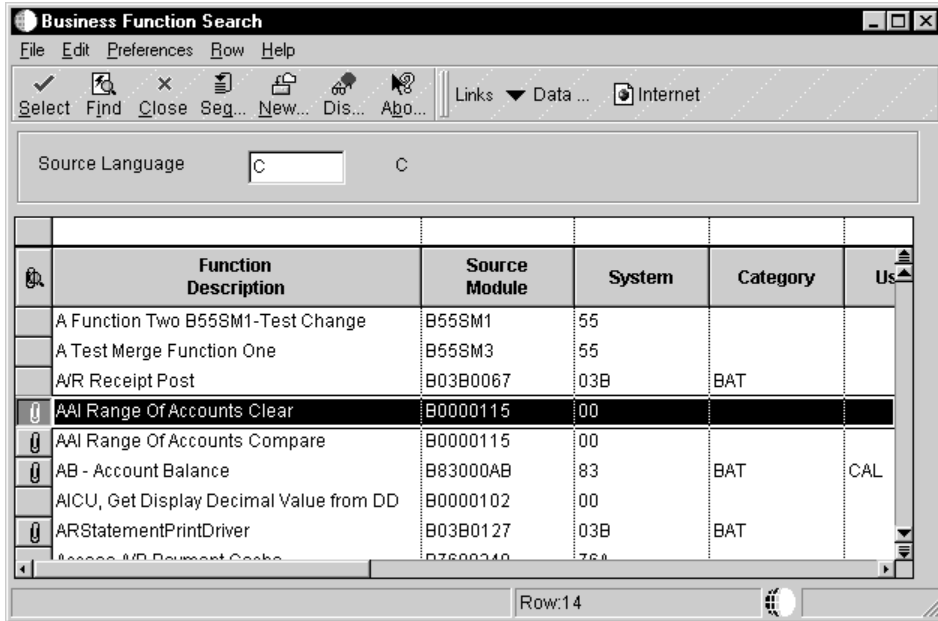 Business Function Search
File Edit Preferences Row Help
Select Find Close Seq... New... Dis... Abo... Links Data ... Internet
Source Language C C
Function Description Source Module System Category Us
A Function Two B55SM1-Test Change B55SM1 55
A Test Merge Function One B55SM3 55
A/R Receipt Post B03B0067 03B BAT
AAI Range Of Accounts Clear B0000115 00
AAI Range Of Accounts Compare B0000115 00
AB - Account Balance B83000AB 83 BAT CAL
AICU, Get Display Decimal Value from DD B0000102 00
ARStatementPrintDriver B03B0127 03B BAT
Row:14